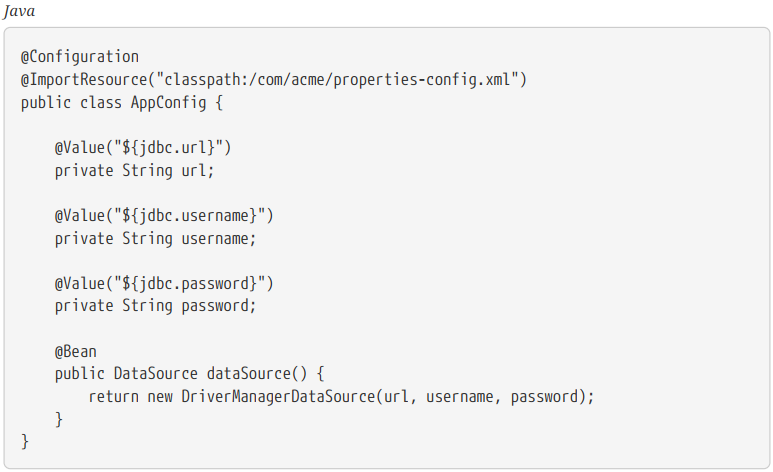 Java
@Configuration
@ImportResource("classpath:/com/acme/properties-config.xml")
public class AppConfig {
@Value("${jdbc.url}")
private String url;
@Value("${jdbc.username}")
private String username;
@Value("${jdbc.password}")
private String password;
@Bean
public DataSource dataSource() {
return new DriverManagerDataSource(url, username, password);
}
}